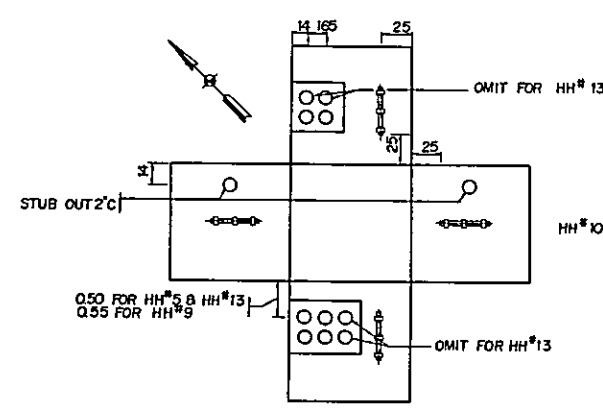 14 165 25
OMIT FOR HH# 13
25
25
14
STUB OUT 2"C
HH# 10
0.50 FOR HH#5 & HH#13
0.55 FOR HH#9
OMIT FOR HH#13